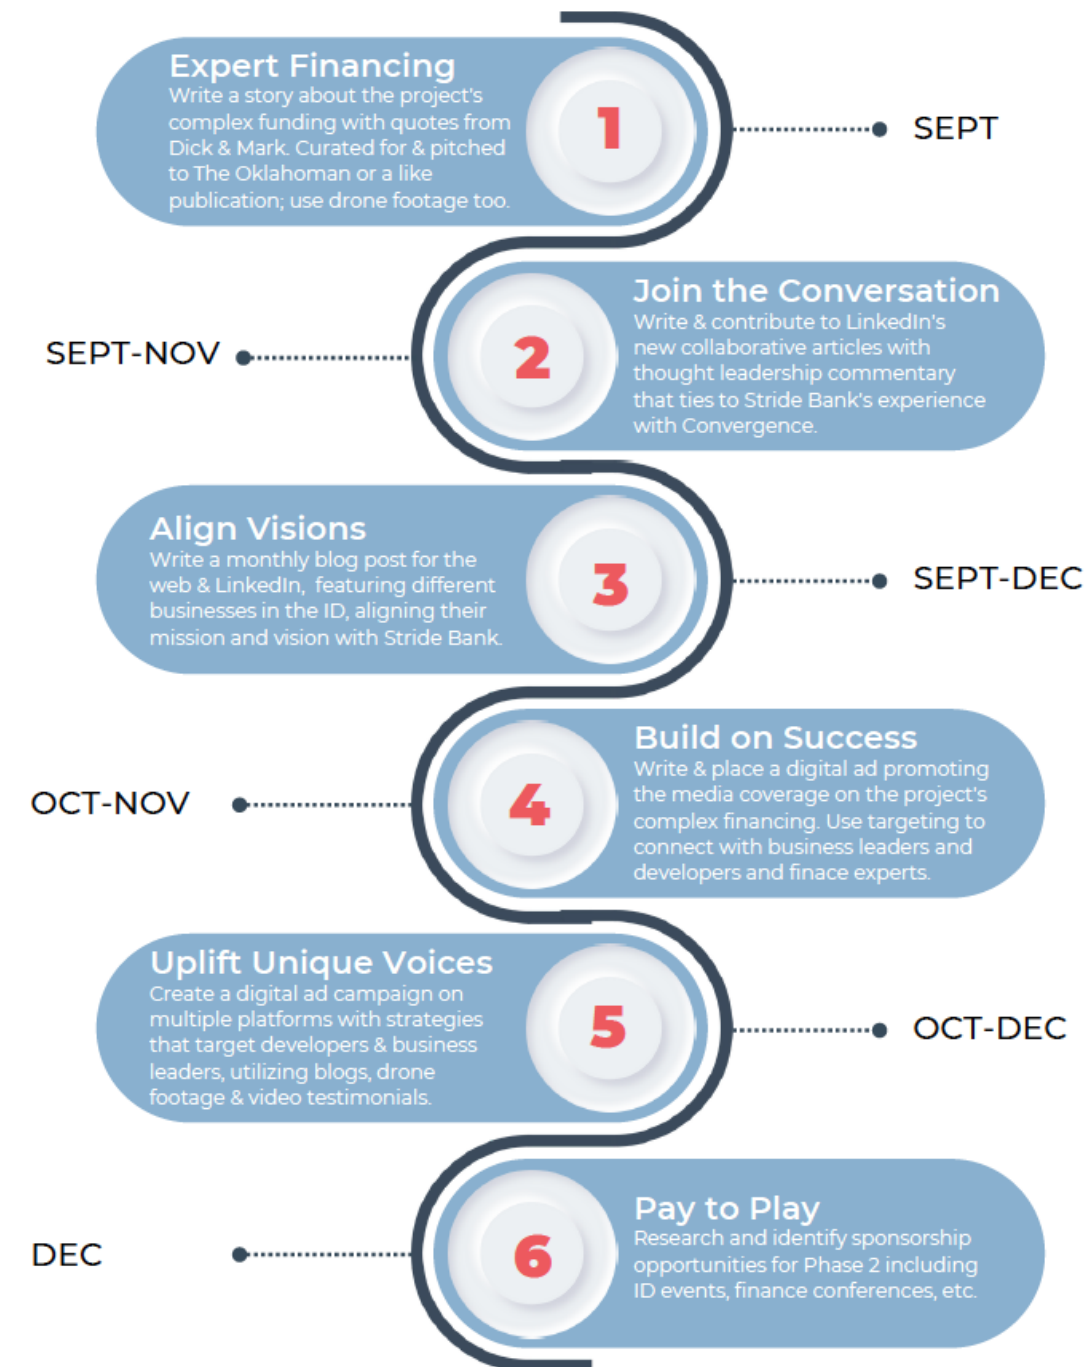 Expert Financing
Write a story about the project's
complex funding with quotes from
Dick & Mark. Curated for & pitched
to The Oklahoman or a like
publication; use drone footage too.
1
SEPT
SEPT-NOV
2
Join the Conversation
Write & contribute to LinkedIn's
new collaborative articles with
thought leadership commentary
that ties to Stride Bank's experience
with Convergence.
Align Visions
Write a monthly blog post for the
web & LinkedIn, featuring different
businesses in the ID, aligning their
mission and vision with Stride Bank.
3
SEPT-DEC
OCT-NOV
4
Build on Success
Write & place a digital ad promoting
the media coverage on the project's
complex financing. Use targeting to
connect with business leaders and
developers and finace experts.
Uplift Unique Voices
Create a digital ad campaign on
multiple platforms with strategies
that target developers & business
leaders, utilizing blogs, drone
footage & video testimonials.
5
OCT-DEC
DEC
6
Pay to Play
Research and identify sponsorship
opportunities for Phase 2 including
ID events, finance conferences, etc.